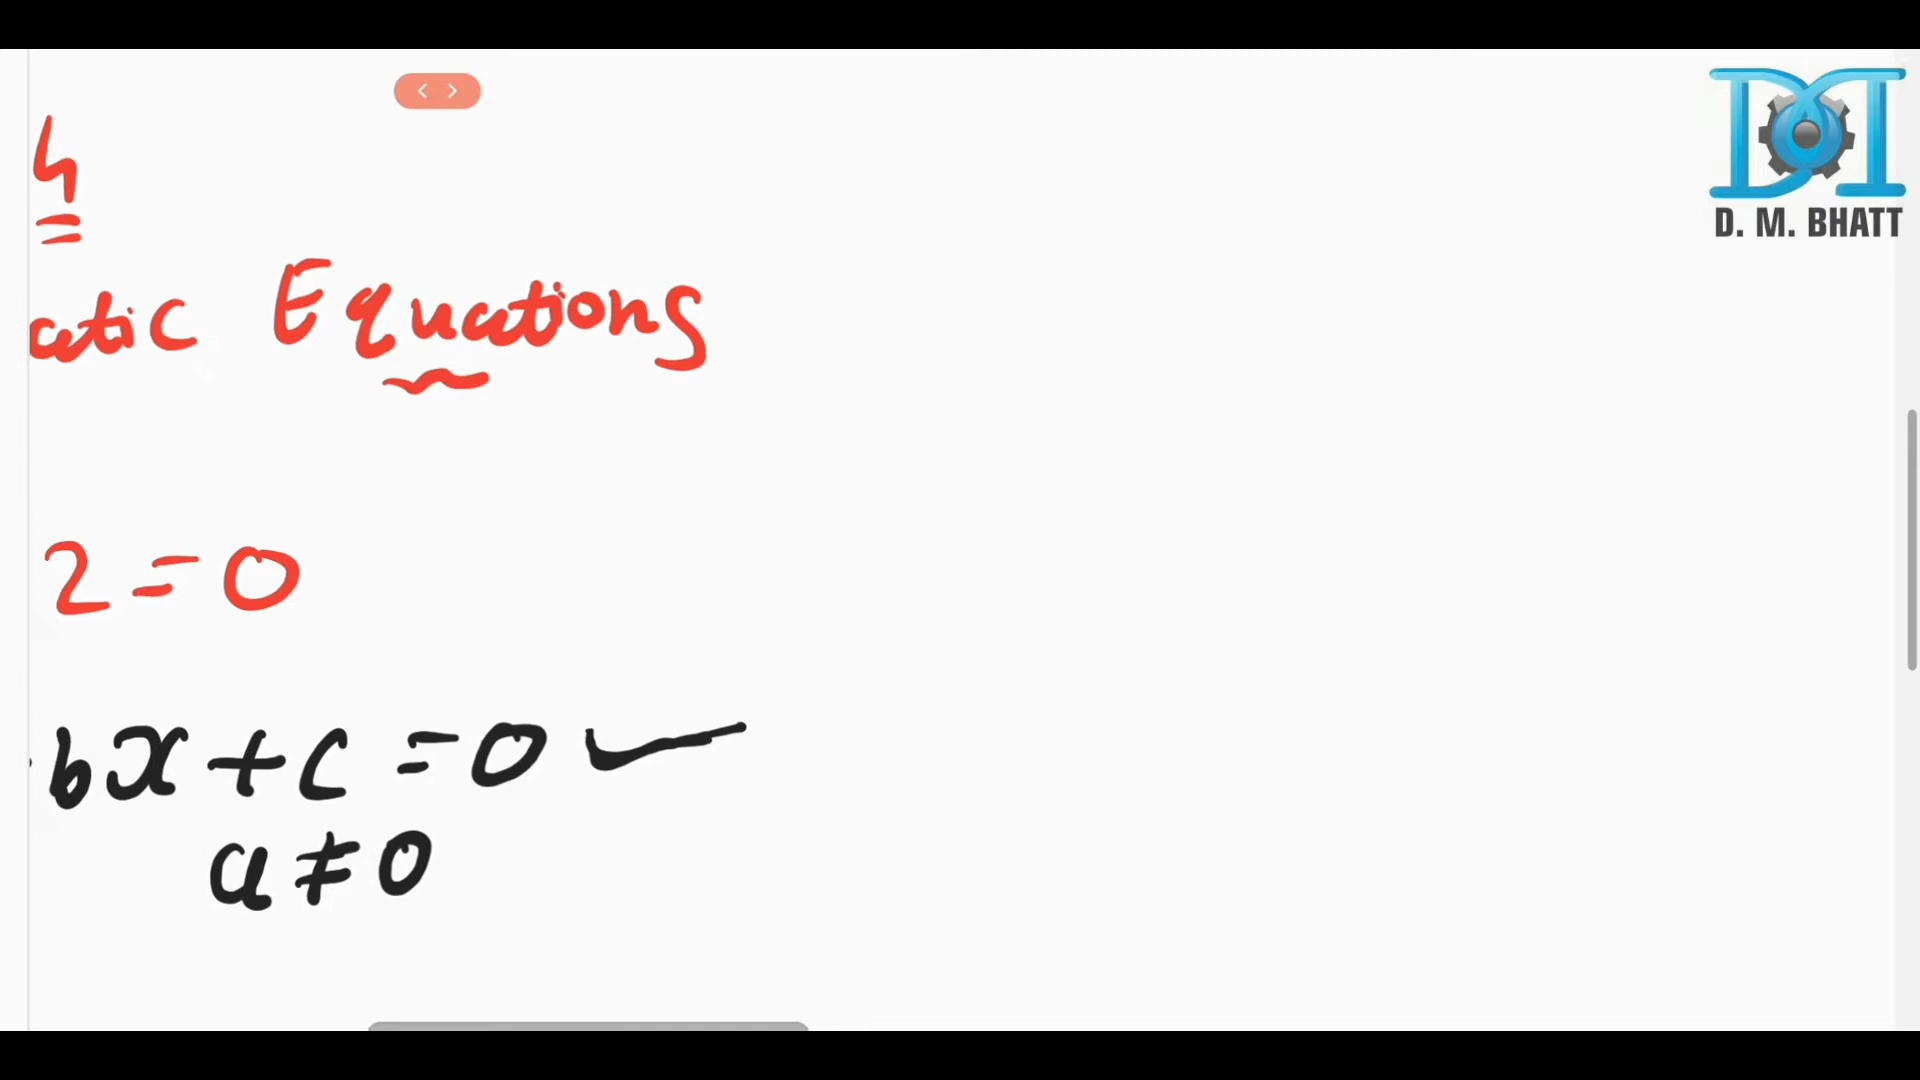 4
atic Equations
2 = 0
bx + c = 0
a ≠ 0
D. M. BHATT